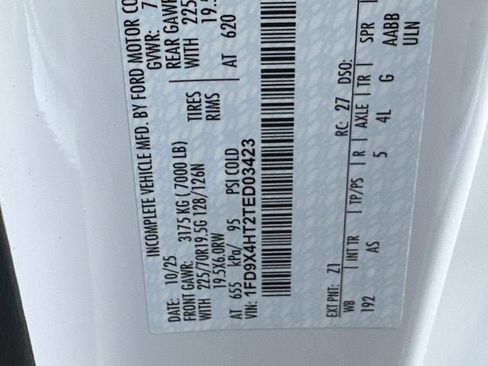 INCOMPLETE VEHICLE MFD. BY FORD MOTOR CO
DATE: 10/25 GVWR: 7
FRONT GAWR: 3175 KG (7000 LB) REAR GAWR
WITH 225/70R19.5G 128/126N TIRES WITH 225
19.5X6.0RW RIMS 19.5
AT 655 kPa/ 95 PSI COLD AT 620
VIN: 1FD9X4HT2TED03423
EXT PNT: Z1 RC: 27 DSO:
WB INT TR TP/PS R AXLE TR SPR
192 AS 5 4L G AABB
ULN